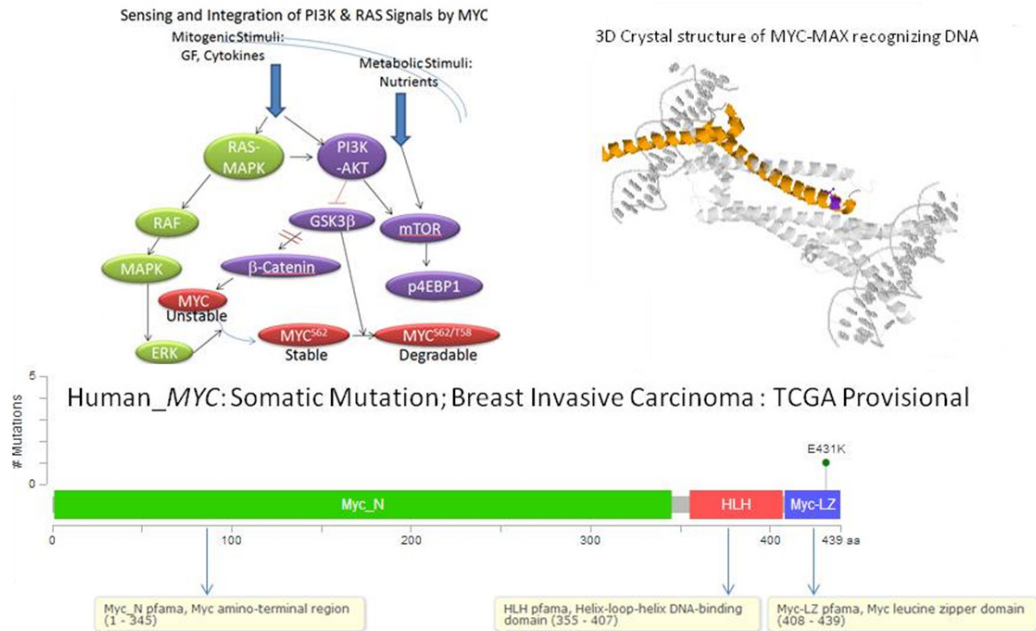 Sensing and Integration of PI3K & RAS Signals by MYC
Mitogenic Stimuli:
GF, Cytokines
Metabolic Stimuli:
Nutrients
RAS-
MAPK
PI3K
-AKT
RAF
GSK3β
mTOR
MAPK
β-Catenin
p4EBP1
MYC
Unstable
ERK
MYC^S62
Stable
MYC^S62/T58
Degradable
3D Crystal structure of MYC-MAX recognizing DNA
Human_MYC: Somatic Mutation; Breast Invasive Carcinoma : TCGA Provisional
# Mutations
5
0
E431K
Myc_N
HLH
Myc-LZ
0
100
200
300
400
439 aa
Myc_N pfama, Myc amino-terminal region
(1 - 345)
HLH pfama, Helix-loop-helix DNA-binding
domain (355 - 407)
Myc-LZ pfama, Myc leucine zipper domain
(408 - 439)